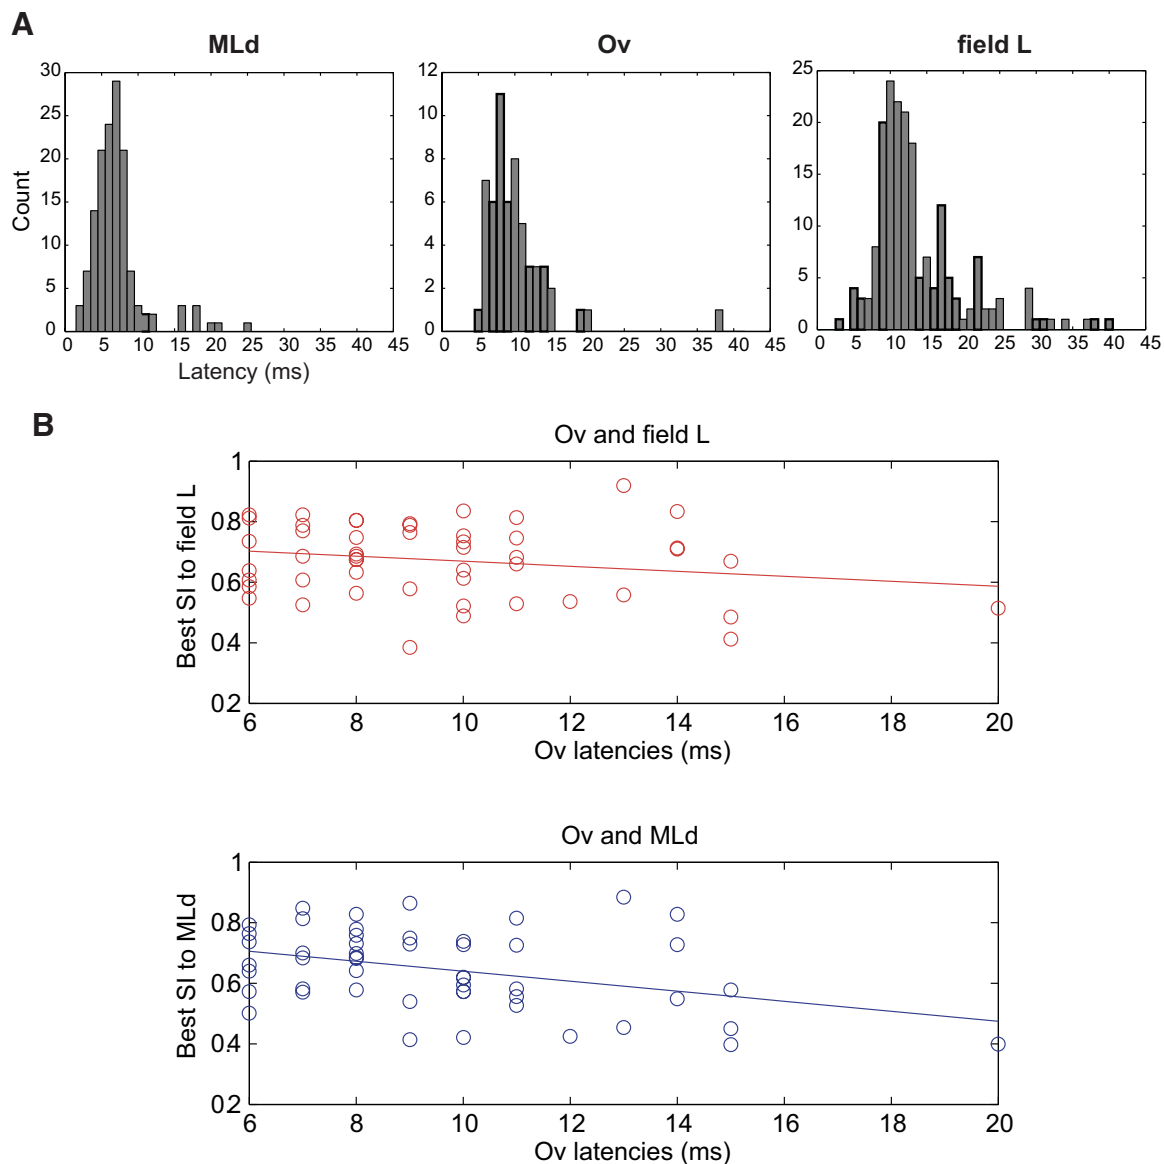 A
MLd
Ov
field L
Count
30
25
20
15
10
5
0
0 5 10 15 20 25 30 35 40 45
Latency (ms)
12
10
8
6
4
2
0
0 5 10 15 20 25 30 35 40 45
25
20
15
10
5
0
0 5 10 15 20 25 30 35 40 45
B
Ov and field L
Best SI to field L
1
0.8
0.6
0.4
0.2
6 8 10 12 14 16 18 20
Ov latencies (ms)
Ov and MLd
Best SI to MLd
1
0.8
0.6
0.4
0.2
6 8 10 12 14 16 18 20
Ov latencies (ms)